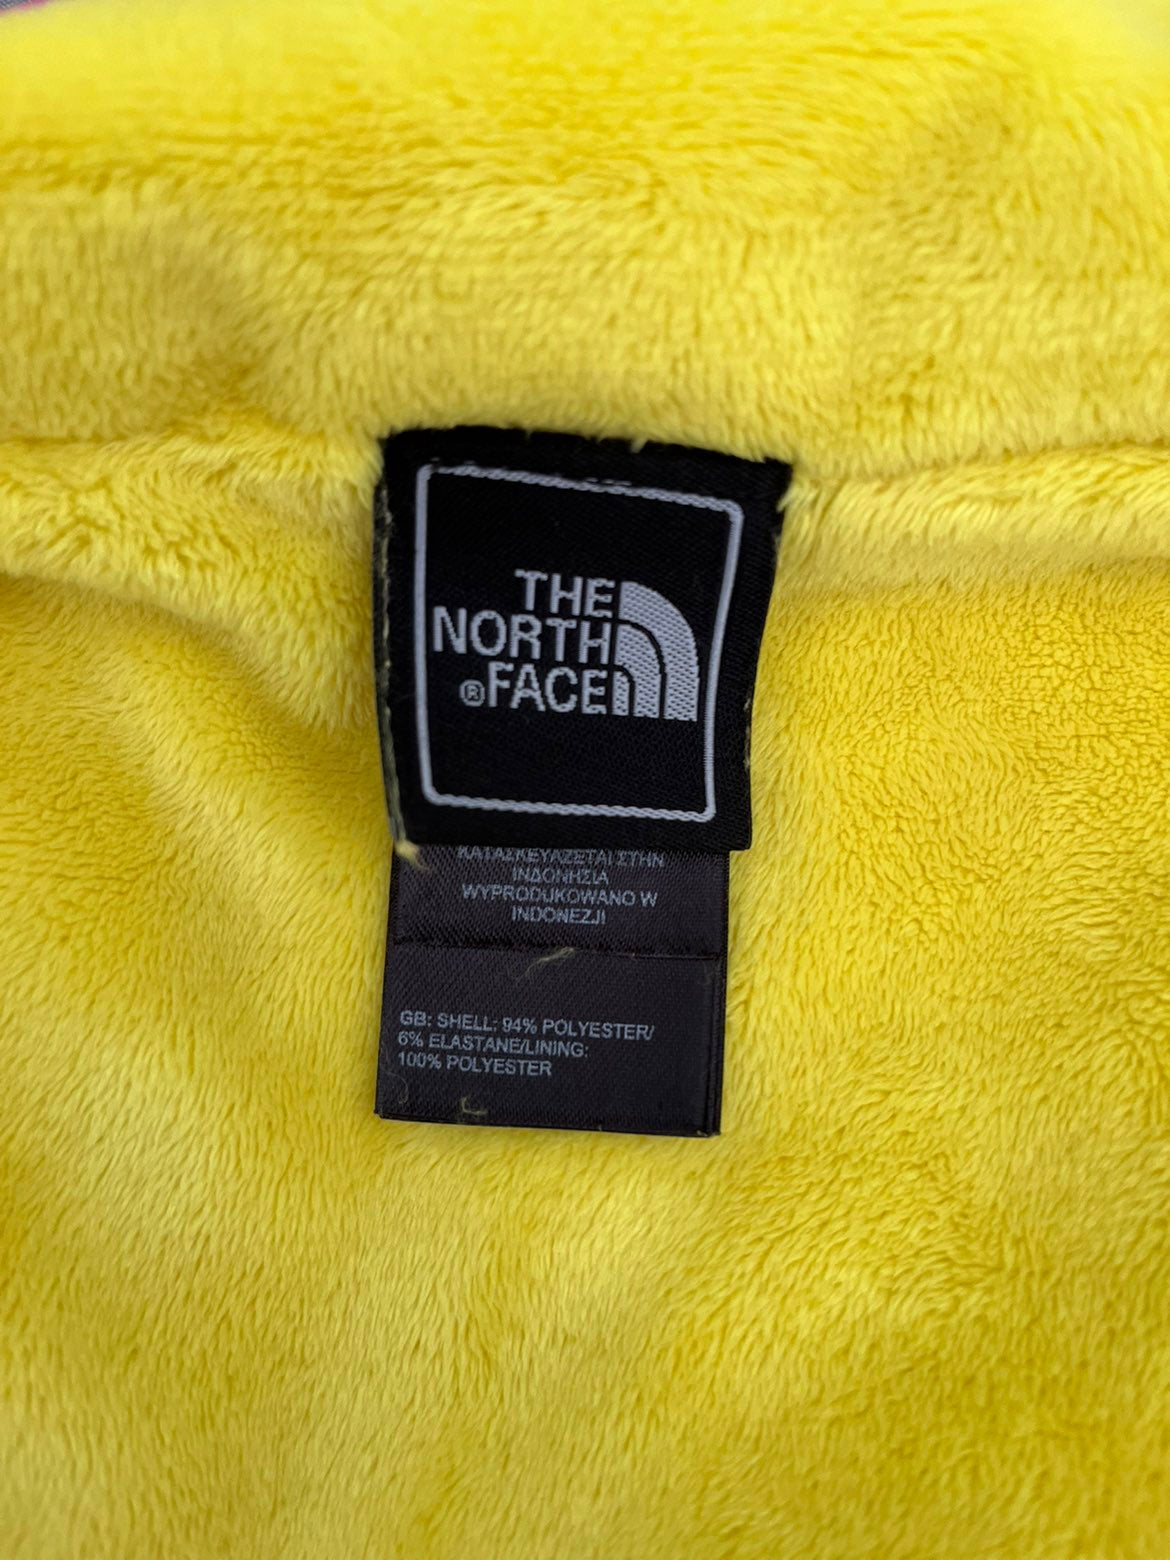 THE
NORTH
® FACE
ΚΑΤΑΣΚΕΥΑΖΕΤΑΙ ΣΤΗΝ
ΙΝΔΟΝΗΣΙΑ
WYPRODUKOWANO W
INDONEZJI
GB: SHELL: 94% POLYESTER/
6% ELASTANE/LINING:
100% POLYESTER